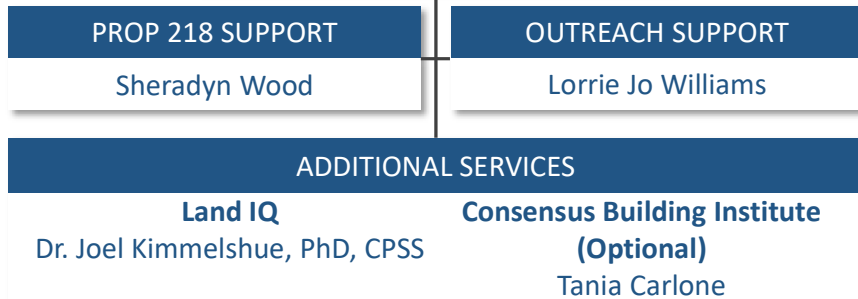 PROP 218 SUPPORT
Sheradyn Wood
OUTREACH SUPPORT
Lorrie Jo Williams
ADDITIONAL SERVICES
Land IQ
Dr. Joel Kimmelshue, PhD, CPSS
Consensus Building Institute
(Optional)
Tania Carlone